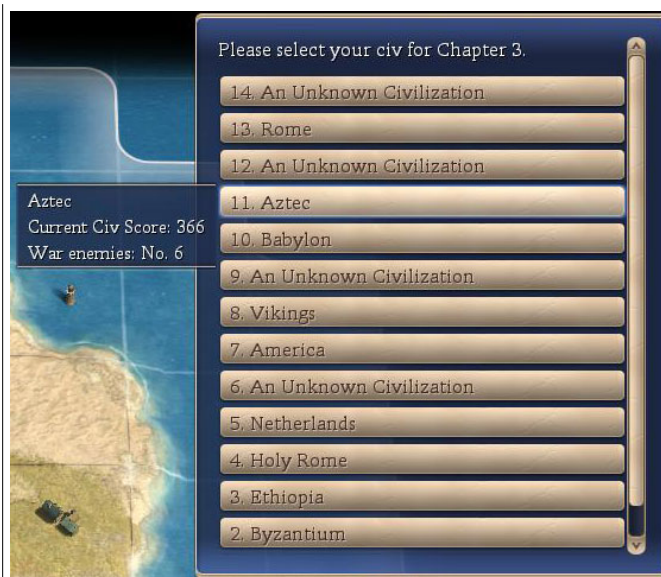 Please select your civ for Chapter 3.
14. An Unknown Civilization
13. Rome
12. An Unknown Civilization
11. Aztec
Aztec
Current Civ Score: 366
War enemies: No. 6
10. Babylon
9. An Unknown Civilization
8. Vikings
7. America
6. An Unknown Civilization
5. Netherlands
4. Holy Rome
3. Ethiopia
2. Byzantium